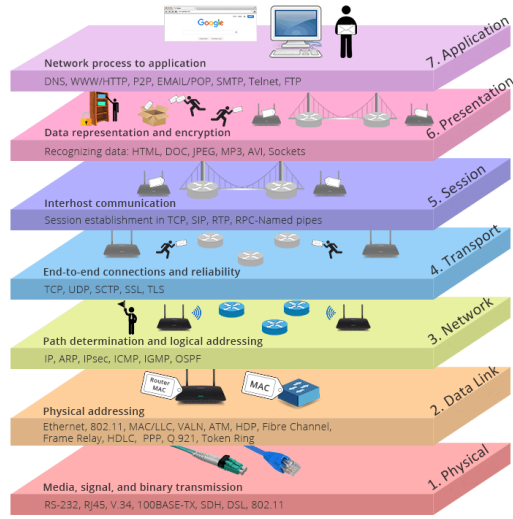 Google
7. Application
Network process to application
DNS, WWW/HTTP, P2P, EMAIL/POP, SMTP, Telnet, FTP
6. Presentation
Data representation and encryption
Recognizing data: HTML, DOC, JPEG, MP3, AVI, Sockets
5. Session
Interhost communication
Session establishment in TCP, SIP, RTP, RPC-Named pipes
4. Transport
End-to-end connections and reliability
TCP, UDP, SCTP, SSL, TLS
3. Network
Path determination and logical addressing
IP, ARP, IPsec, ICMP, IGMP, OSPF
2. Data Link
Router
MAC
MAC
Physical addressing
Ethernet, 802.11, MAC/LLC, VALN, ATM, HDP, Fibre Channel,
Frame Relay, HDLC, PPP, Q.921, Token Ring
1. Physical
Media, signal, and binary transmission
RS-232, RJ45, V.34, 100BASE-TX, SDH, DSL, 802.11